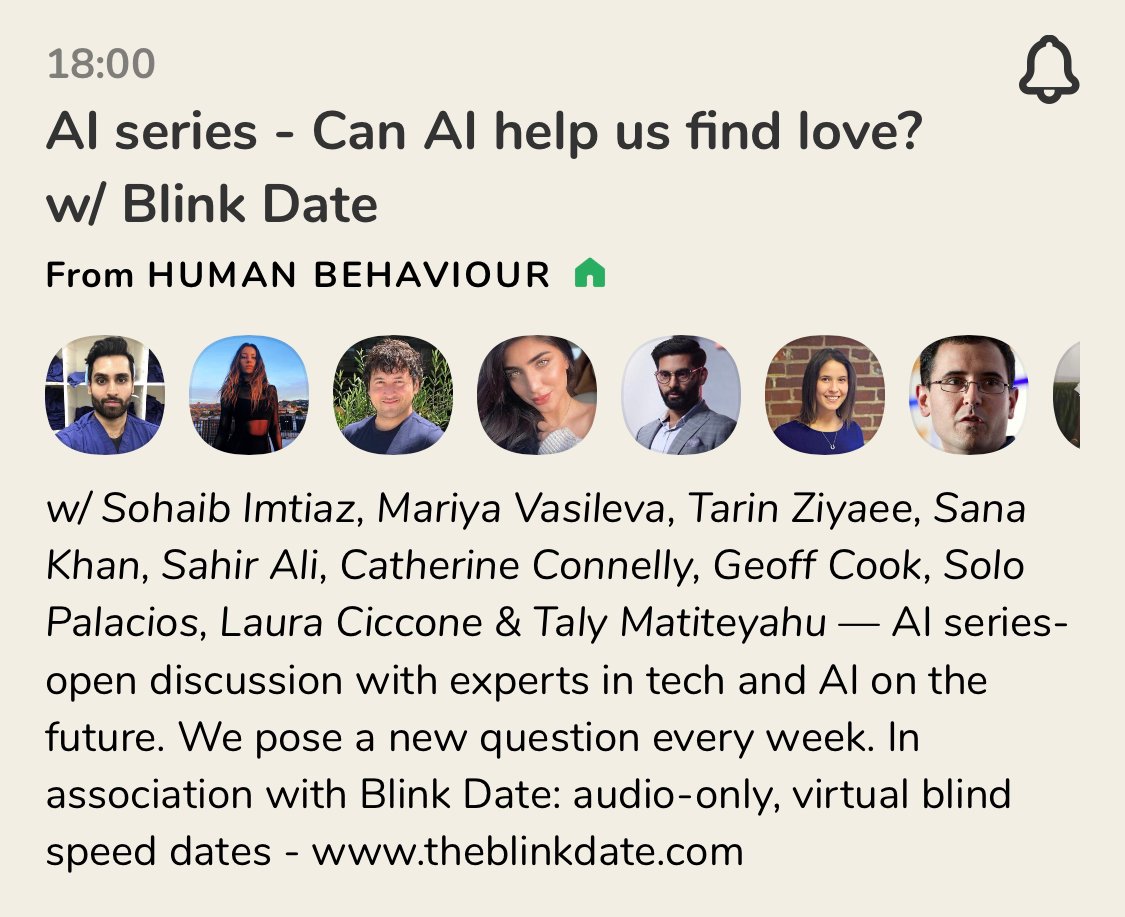 18:00
AI series - Can AI help us find love?
w/ Blink Date
From HUMAN BEHAVIOUR
w/ Sohaib Imtiaz, Mariya Vasileva, Tarin Ziyaee, Sana
Khan, Sahir Ali, Catherine Connelly, Geoff Cook, Solo
Palacios, Laura Ciccone & Taly Matiteyahu — AI series-
open discussion with experts in tech and AI on the
future. We pose a new question every week. In
association with Blink Date: audio-only, virtual blind
speed dates - www.theblinkdate.com